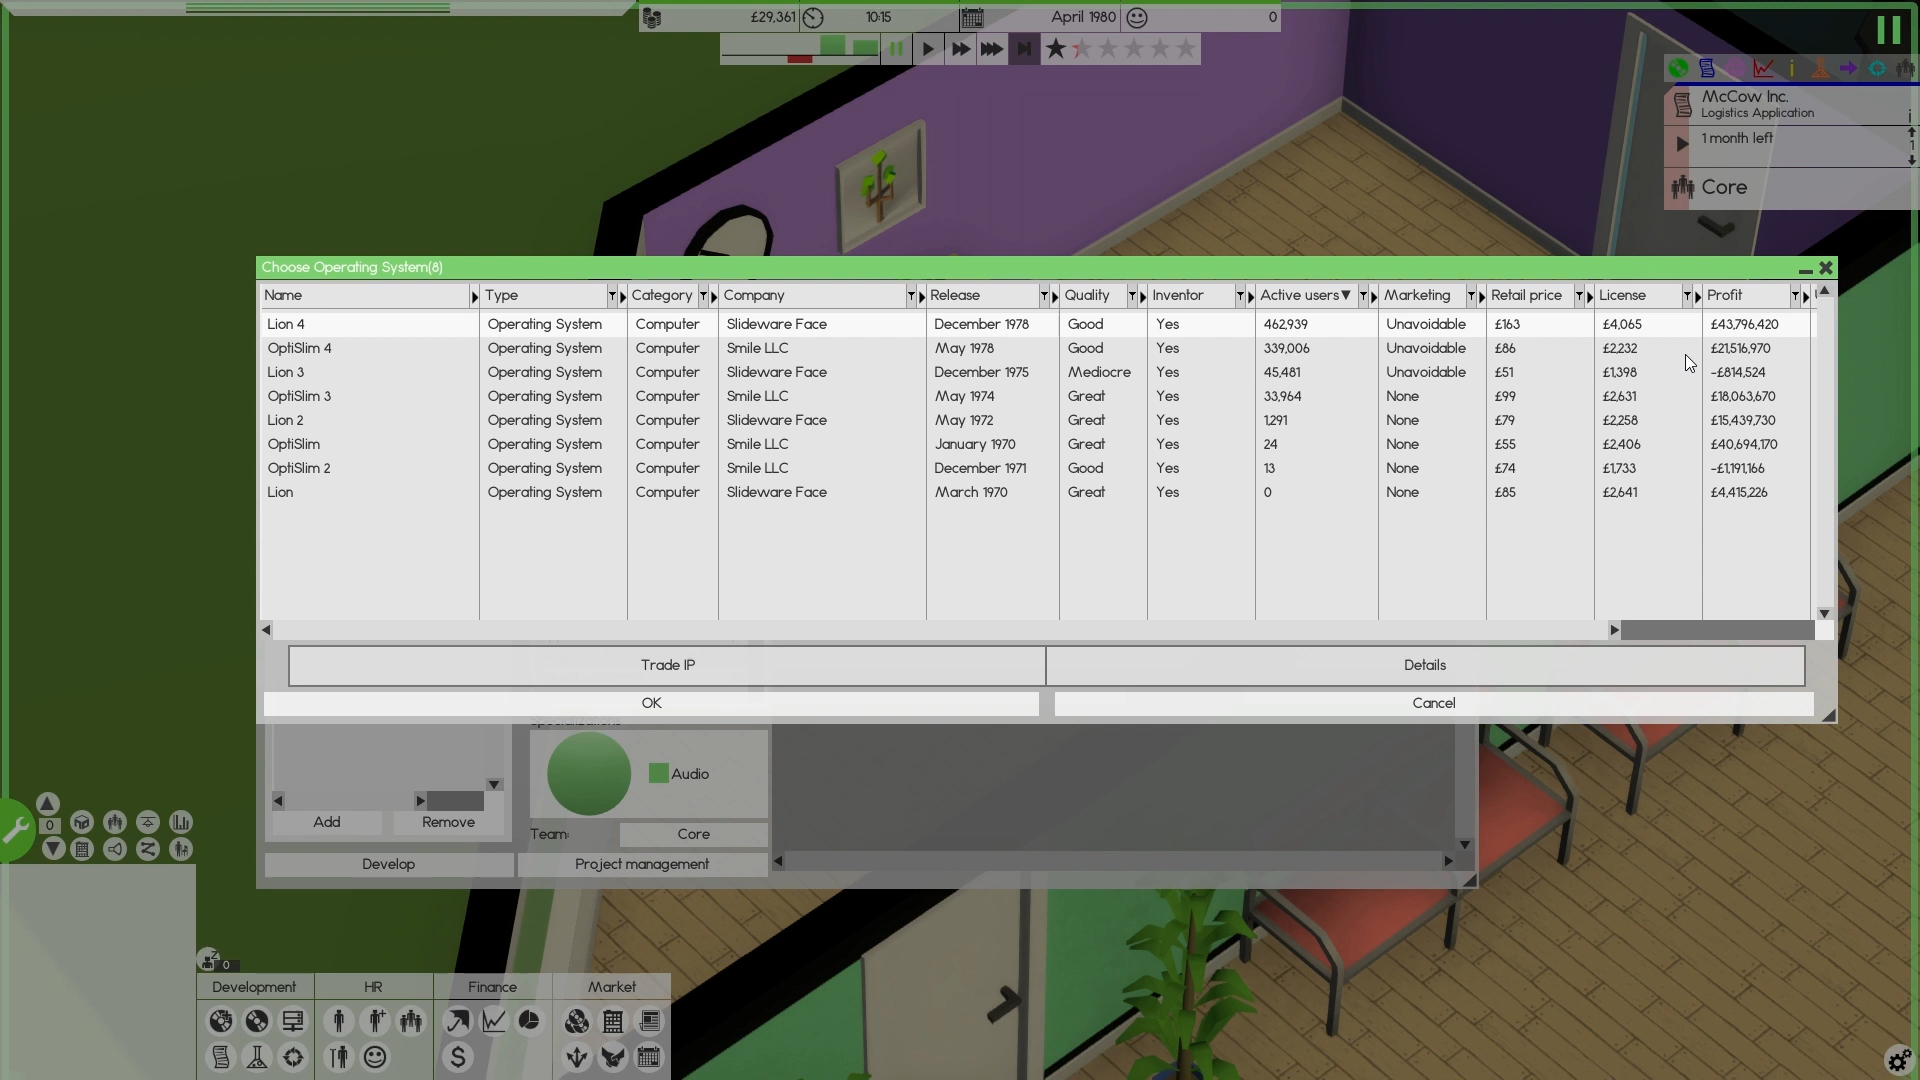 £29,361 10:15 April 1980 0
McCow Inc.
Logistics Application
1 month left
1
Core
Choose Operating System(8)
Name Type Category Company Release Quality Inventor Active users▼ Marketing Retail price License Profit
Lion 4 Operating System Computer Slideware Face December 1978 Good Yes 462,939 Unavoidable £163 £4,065 £43,796,420
OptiSlim 4 Operating System Computer Smile LLC May 1978 Good Yes 339,006 Unavoidable £86 £2,232 £21,516,970
Lion 3 Operating System Computer Slideware Face December 1975 Mediocre Yes 45,481 Unavoidable £51 £1,398 -£814,524
OptiSlim 3 Operating System Computer Smile LLC May 1974 Great Yes 33,964 None £99 £2,631 £18,063,670
Lion 2 Operating System Computer Slideware Face May 1972 Great Yes 1,291 None £79 £2,258 £15,439,730
OptiSlim Operating System Computer Smile LLC January 1970 Great Yes 24 None £55 £2,406 £40,694,170
OptiSlim 2 Operating System Computer Smile LLC December 1971 Good Yes 13 None £74 £1,733 -£1,191,166
Lion Operating System Computer Slideware Face March 1970 Great Yes 0 None £85 £2,641 £4,415,226
Trade IP Details
OK Cancel
Audio
Add Remove
Team: Core
Develop Project management
0
0
Development HR Finance Market